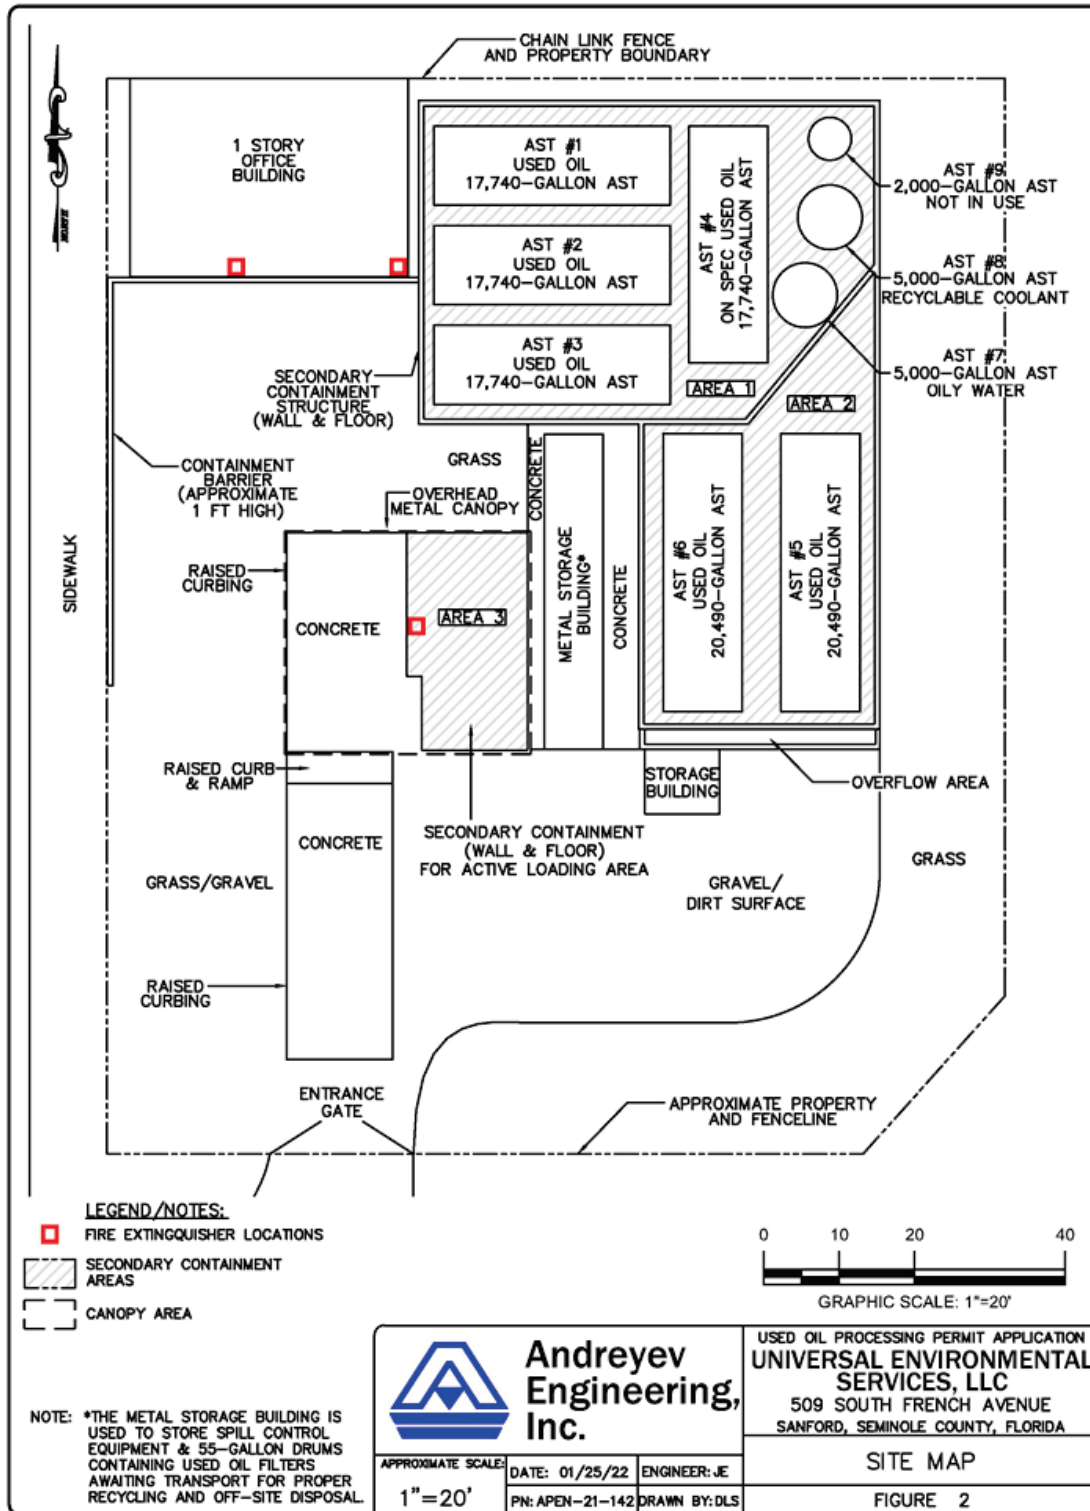 CHAIN LINK FENCE
AND PROPERTY BOUNDARY
1 STORY
OFFICE
BUILDING
AST #1
USED OIL
17,740-GALLON AST
AST #2
USED OIL
17,740-GALLON AST
AST #3
USED OIL
17,740-GALLON AST
AST #4
ON SPEC USED OIL
17,740-GALLON AST
AST #9
2,000-GALLON AST
NOT IN USE
AST #8
5,000-GALLON AST
RECYCLABLE COOLANT
AST #7
5,000-GALLON AST
OILY WATER
AREA 1
AREA 2
SECONDARY
CONTAINMENT
STRUCTURE
(WALL & FLOOR)
CONTAINMENT
BARRIER
(APPROXIMATE
1 FT HIGH)
GRASS
OVERHEAD
METAL CANOPY
CONCRETE
METAL STORAGE
BUILDING*
CONCRETE
AST #6
USED OIL
20,490-GALLON AST
AST #5
USED OIL
20,490-GALLON AST
SIDEWALK
RAISED
CURBING
CONCRETE
AREA 3
RAISED CURB
& RAMP
STORAGE
BUILDING
OVERFLOW AREA
CONCRETE
SECONDARY CONTAINMENT
(WALL & FLOOR)
FOR ACTIVE LOADING AREA
GRASS
GRASS/GRAVEL
GRAVEL/
DIRT SURFACE
RAISED
CURBING
ENTRANCE
GATE
APPROXIMATE PROPERTY
AND FENCELINE
LEGEND/NOTES:
FIRE EXTINGQUISHER LOCATIONS
SECONDARY CONTAINMENT
AREAS
CANOPY AREA
0 10 20 40
GRAPHIC SCALE: 1"=20'
NOTE: *THE METAL STORAGE BUILDING IS
USED TO STORE SPILL CONTROL
EQUIPMENT & 55-GALLON DRUMS
CONTAINING USED OIL FILTERS
AWAITING TRANSPORT FOR PROPER
RECYCLING AND OFF-SITE DISPOSAL.
Andreyev
Engineering,
Inc.
APPROXIMATE SCALE:
1"=20'
DATE: 01/25/22
ENGINEER: JE
PN: APEN-21-142
DRAWN BY: DLS
USED OIL PROCESSING PERMIT APPLICATION
UNIVERSAL ENVIRONMENTAL
SERVICES, LLC
509 SOUTH FRENCH AVENUE
SANFORD, SEMINOLE COUNTY, FLORIDA
SITE MAP
FIGURE 2